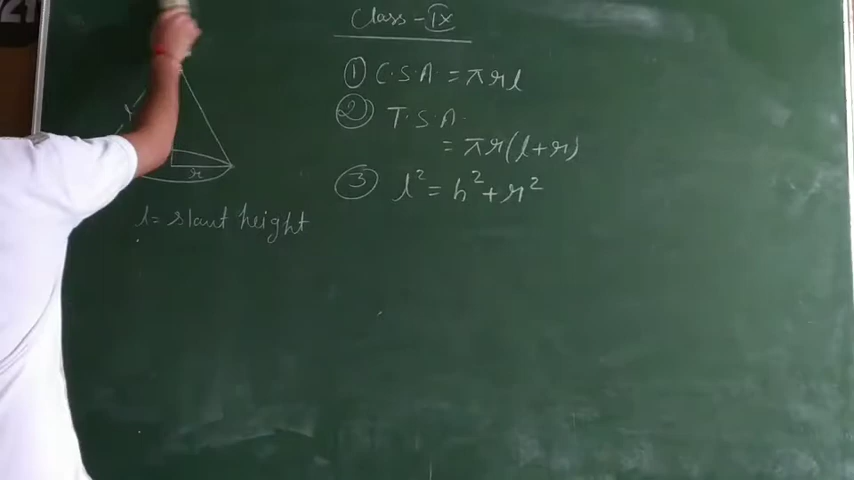 Class - IX
① C.S.A. = πrl
② T.S.A.
= πr(l+r)
③ l² = h² + r²
r
l = slant height